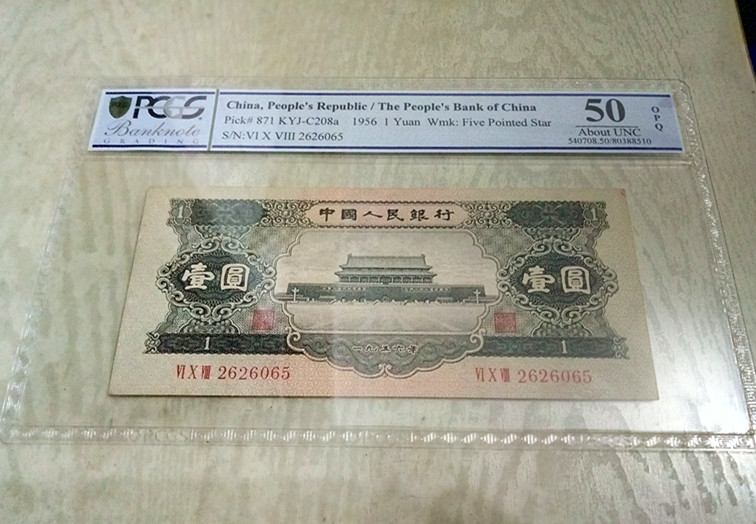 PCGS
Banknote
GRADING
China, People's Republic / The People's Bank of China
Pick# 871 KYJ-C208a 1956 1 Yuan Wmk: Five Pointed Star
S/N:VI X VIII 2626065
50
About UNC
540708.50/80388510
OPQ
1 中國人民銀行 1
壹圓 壹圓
1 一九五六年 1
VI X VIII 2626065 VI X VIII 2626065